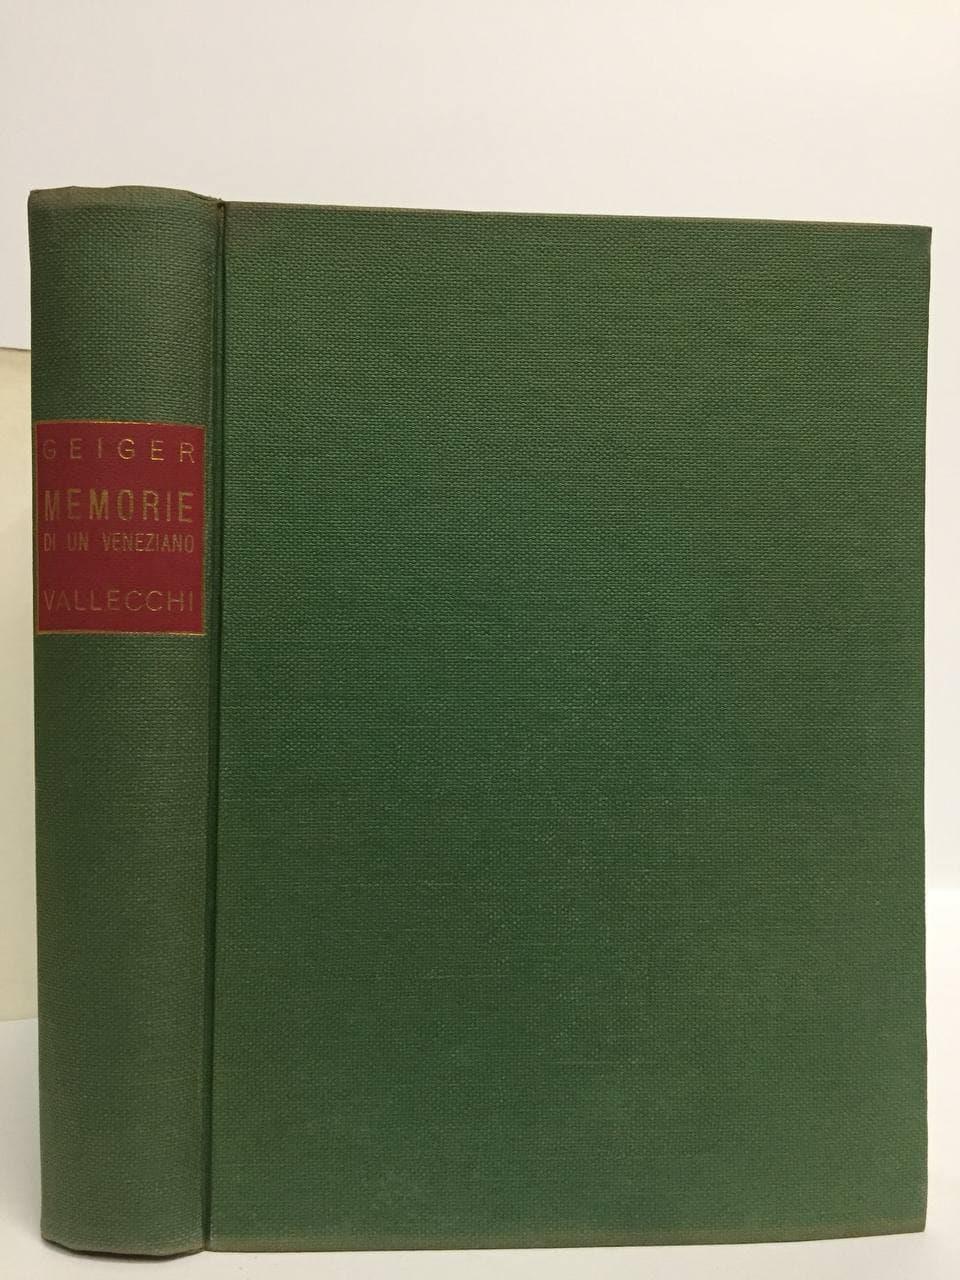 GEIGER
MEMORIE
DI UN VENEZIANO
VALLECCHI